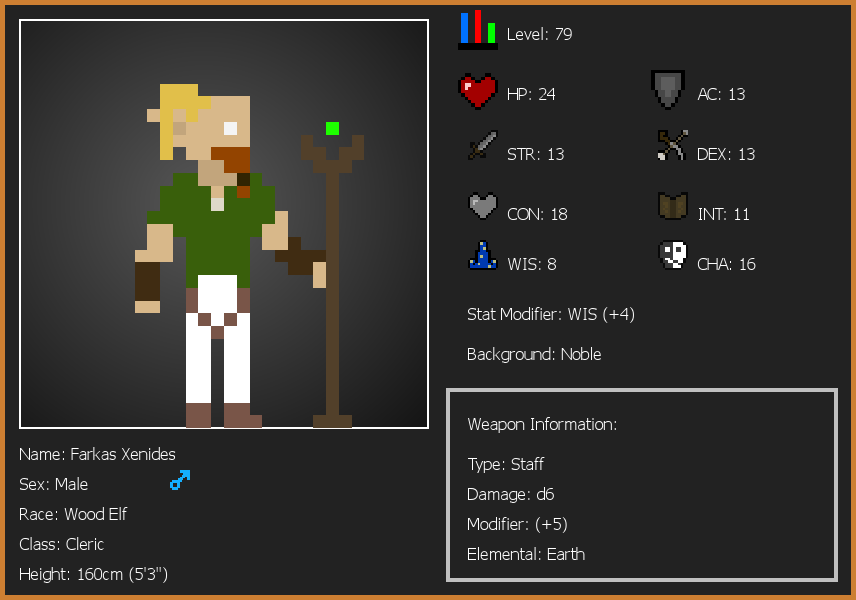 Level: 79
HP: 24
AC: 13
STR: 13
DEX: 13
CON: 18
INT: 11
WIS: 8
CHA: 16
Stat Modifier: WIS (+4)
Background: Noble
Weapon Information:
Type: Staff
Damage: d6
Modifier: (+5)
Elemental: Earth
Name: Farkas Xenides
Sex: Male
Race: Wood Elf
Class: Cleric
Height: 160cm (5'3")